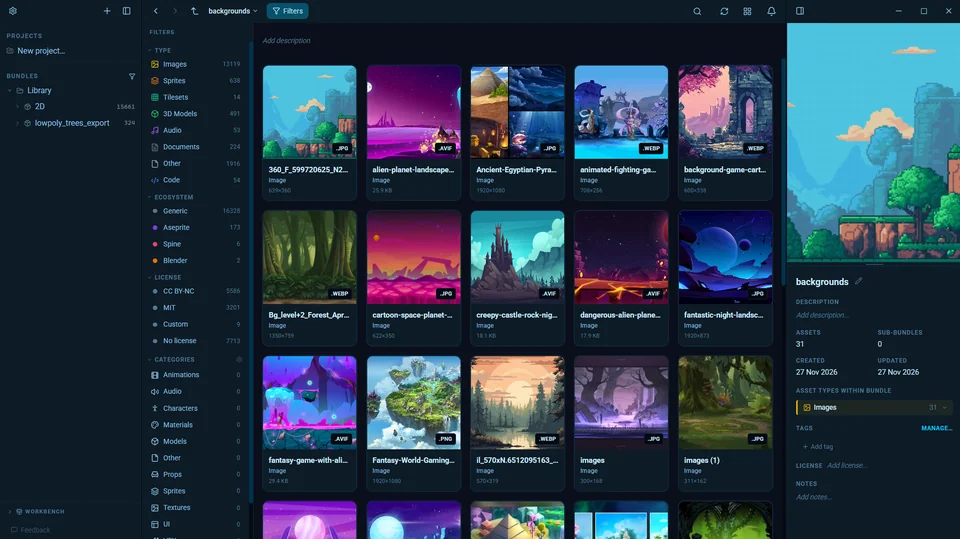 PROJECTS
New project...
BUNDLES
Library
2D 15661
lowpoly_trees_export 324
WORKBENCH
Feedback
backgrounds
Filters
FILTERS
TYPE
Images 13119
Sprites 638
Tilesets 14
3D Models 491
Audio 53
Documents 224
Other 1916
Code 54
ECOSYSTEM
Generic 16328
Aseprite 173
Spine 6
Blender 2
LICENSE
CC BY-NC 5586
MIT 3201
Custom 9
No license 7713
CATEGORIES
Animations 0
Audio 0
Characters 0
Materials 0
Models 0
Other 0
Props 0
Sprites 0
Textures 0
UI 0
Add description
.JPG
360_F_599720625_N2...
Image
639×360
.AVIF
alien-planet-landscape...
Image
25.9 KB
.JPG
Ancient-Egyptian-Pyra...
Image
1920×1080
.WEBP
animated-fighting-ga...
Image
.WEBP
background-game-cart...
Image
.WEBP
Bg_level+2_Forest_Apr...
Image
1350×759
.JPG
cartoon-space-planet-...
Image
622×350
.AVIF
creepy-castle-rock-nig...
Image
18.1 KB
.AVIF
dangerous-alien-plane...
Image
17.9 KB
.JPG
fantastic-night-landsc...
Image
1920×873
.AVIF
fantasy-game-with-ali...
Image
29.4 KB
.PNG
Fantasy-World-Gaming...
Image
1920×1080
.WEBP
il_570xN.6512095163_...
Image
570×319
.JPG
images
Image
300×168
.JPG
images (1)
Image
311×162
backgrounds
DESCRIPTION
Add description...
ASSETS SUB-BUNDLES
31 0
CREATED UPDATED
27 Nov 2026 27 Nov 2026
ASSET TYPES WITHIN BUNDLE
Images 31
TAGS MANAGE...
+ Add tag
LICENSE Add license...
NOTES
Add notes...